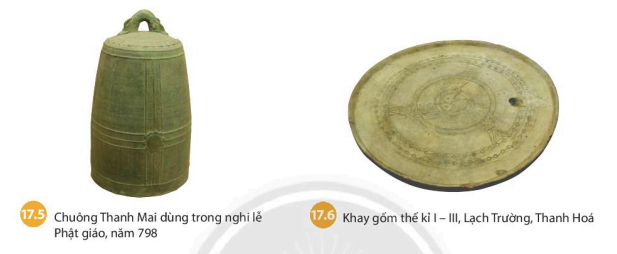 17.5 Chuông Thanh Mai dùng trong nghi lễ
Phật giáo, năm 798
17.6 Khay gốm thế kỉ I – III, Lạch Trường, Thanh Hoá